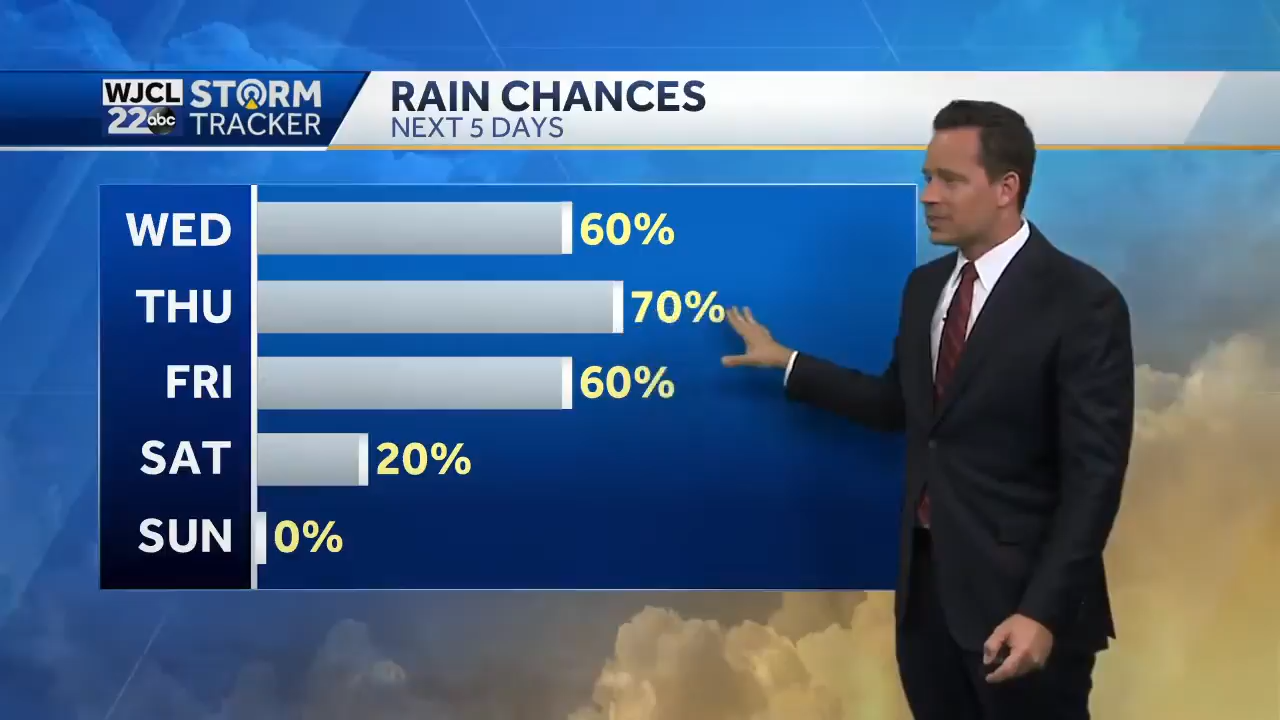 WJCL
22 abc
STORM
TRACKER
RAIN CHANCES
NEXT 5 DAYS
WED 60%
THU 70%
FRI 60%
SAT 20%
SUN 0%